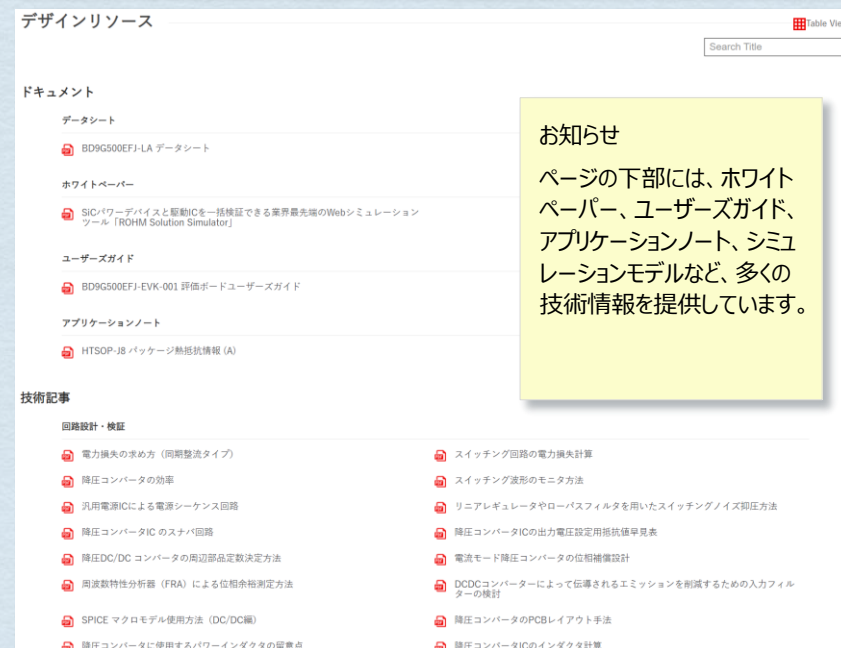 デザインリソース
Table Vie
Search Title
ドキュメント
データシート
BD9G500EFJ-LA データシート
ホワイトペーパー
SiCパワーデバイスと駆動ICを一括検証できる業界最先端のWebシミュレーション
ツール「ROHM Solution Simulator」
ユーザーズガイド
BD9G500EFJ-EVK-001 評価ボードユーザーズガイド
アプリケーションノート
HTSOP-J8 パッケージ熱抵抗情報 (A)
お知らせ
ページの下部には、ホワイト
ペーパー、ユーザーズガイド、
アプリケーションノート、シミュ
レーションモデルなど、多くの
技術情報を提供しています。
技術記事
回路設計・検証
電力損失の求め方（同期整流タイプ）
スイッチング回路の電力損失計算
降圧コンバータの効率
スイッチング波形のモニタ方法
汎用電源ICによる電源シーケンス回路
リニアレギュレータやローパスフィルタを用いたスイッチングノイズ抑圧方法
降圧コンバータIC のスナバ回路
降圧コンバータICの出力電圧設定用抵抗値早見表
降圧DC/DC コンバータの周辺部品定数決定方法
電流モード降圧コンバータの位相補償設計
周波数特性分析器（FRA）による位相余裕測定方法
DCDCコンバーターによって伝導されるエミッションを削減するための入力フィル
ターの検討
SPICE マクロモデル使用方法（DC/DC編）
降圧コンバータのPCBレイアウト手法
降圧コンバータに使用するパワーインダクタの留意点
降圧コンバータICのインダクタ計算